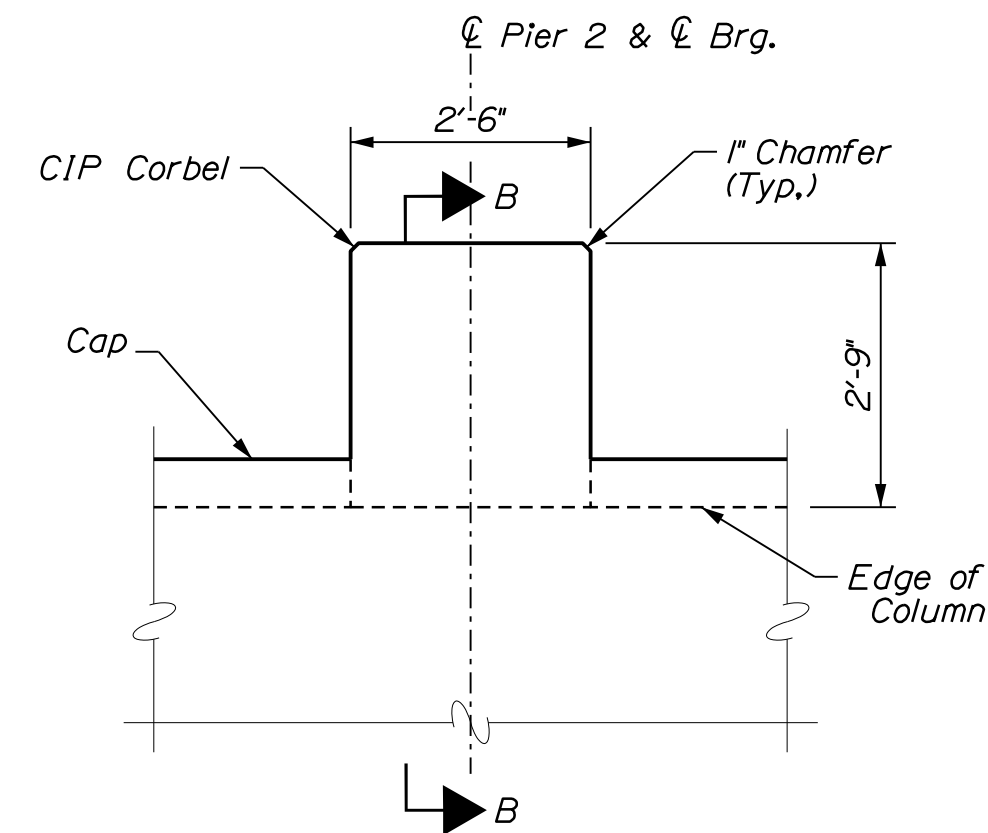 ℄ Pier 2 & ℄ Brg.
2'-6"
CIP Corbel
1" Chamfer
(Typ.)
B
Cap
2'-9"
Edge of
Column
B